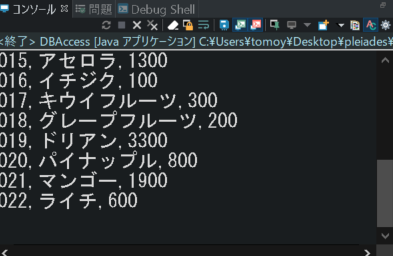 コンソール 問題 Debug Shell
<終了> DBAccess [Java アプリケーション] C:¥Users¥tomoy¥Desktop¥pleiades¥
015, アセロラ, 1300
016, イチジク, 100
017, キウイフルーツ, 300
018, グレープフルーツ, 200
019, ドリアン, 3300
020, パイナップル, 800
021, マンゴー, 1900
022, ライチ, 600